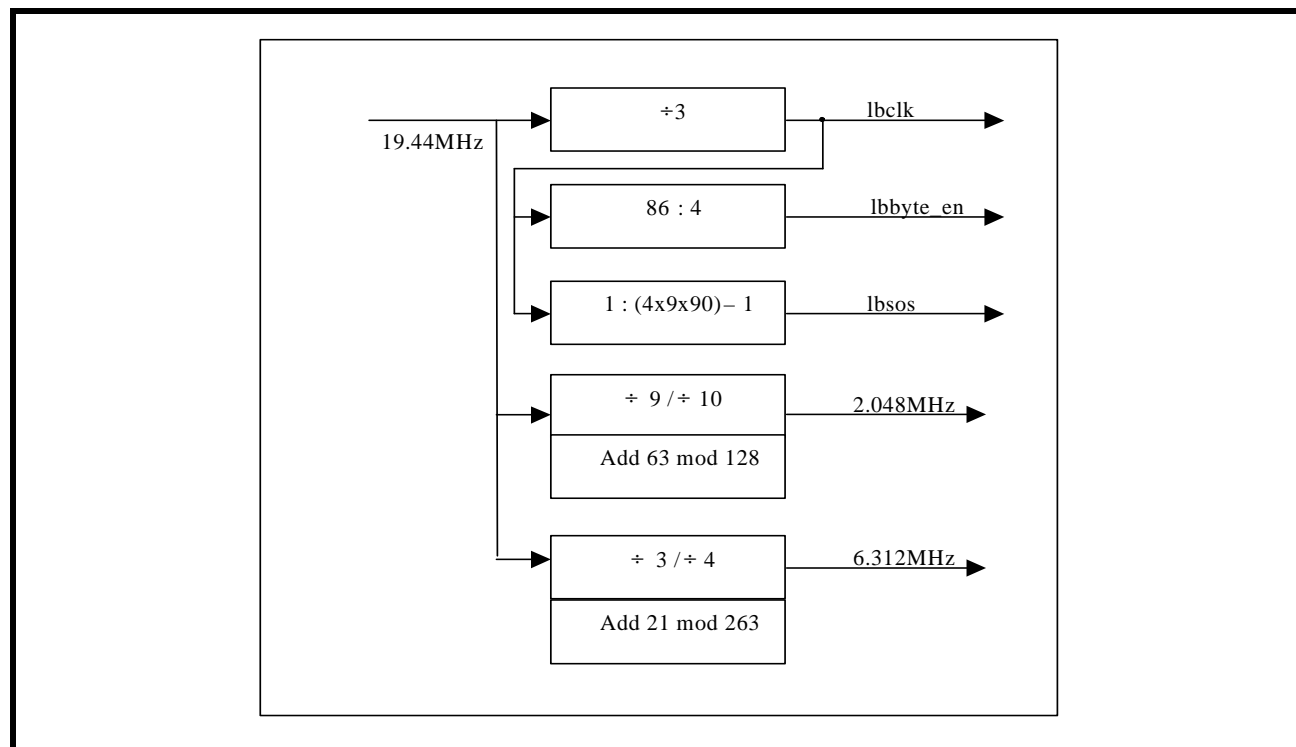 ÷3
lbclk
19.44MHz
86 : 4
lbbyte_en
1 : (4x9x90) – 1
lbsos
÷ 9 / ÷ 10
2.048MHz
Add 63 mod 128
÷ 3 / ÷ 4
6.312MHz
Add 21 mod 263